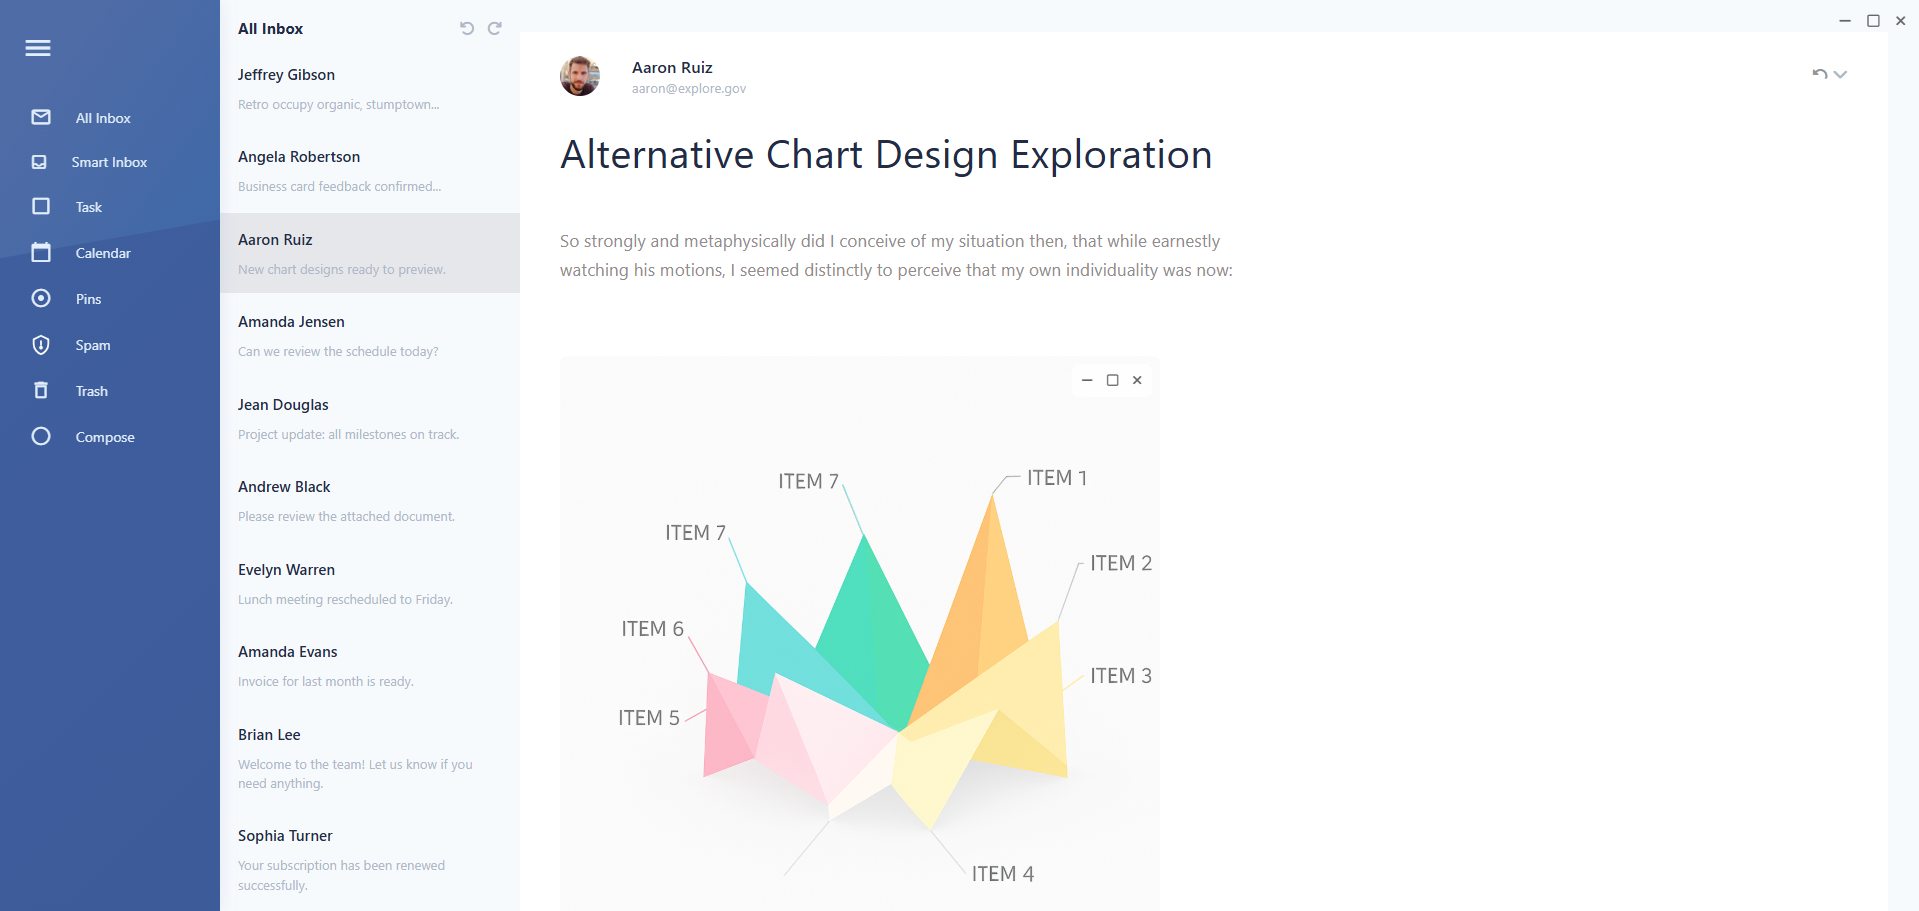 All Inbox
Smart Inbox
Task
Calendar
Pins
Spam
Trash
Compose
All Inbox
Jeffrey Gibson
Retro occupy organic, stumptown...
Angela Robertson
Business card feedback confirmed...
Aaron Ruiz
New chart designs ready to preview.
Amanda Jensen
Can we review the schedule today?
Jean Douglas
Project update: all milestones on track.
Andrew Black
Please review the attached document.
Evelyn Warren
Lunch meeting rescheduled to Friday.
Amanda Evans
Invoice for last month is ready.
Brian Lee
Welcome to the team! Let us know if you
need anything.
Sophia Turner
Your subscription has been renewed
successfully.
Aaron Ruiz
aaron@explore.gov
Alternative Chart Design Exploration
So strongly and metaphysically did I conceive of my situation then, that while earnestly
watching his motions, I seemed distinctly to perceive that my own individuality was now:
ITEM 7
ITEM 1
ITEM 7
ITEM 2
ITEM 6
ITEM 3
ITEM 5
ITEM 4